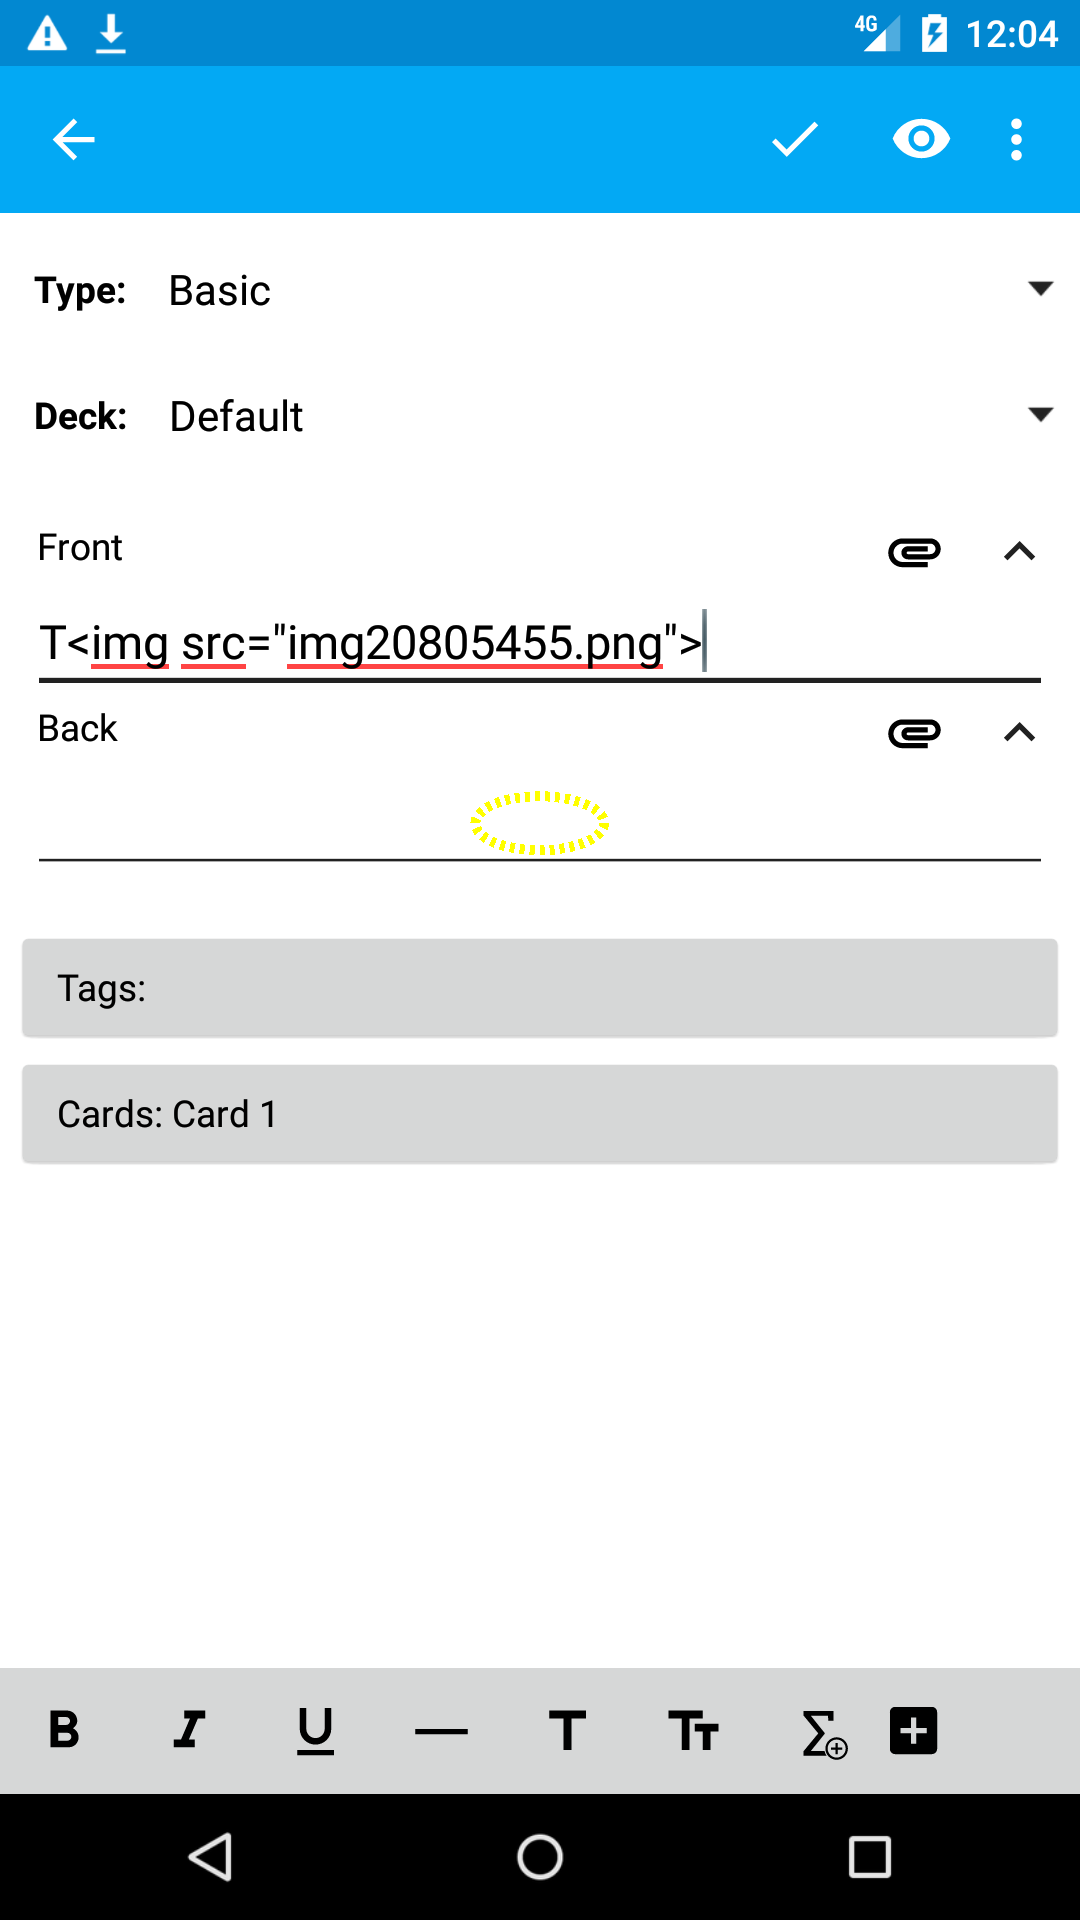 4G 12:04
Type: Basic
Deck: Default
Front
T<img src="img20805455.png">
Back
Tags:
Cards: Card 1
B I U — T TT Σ